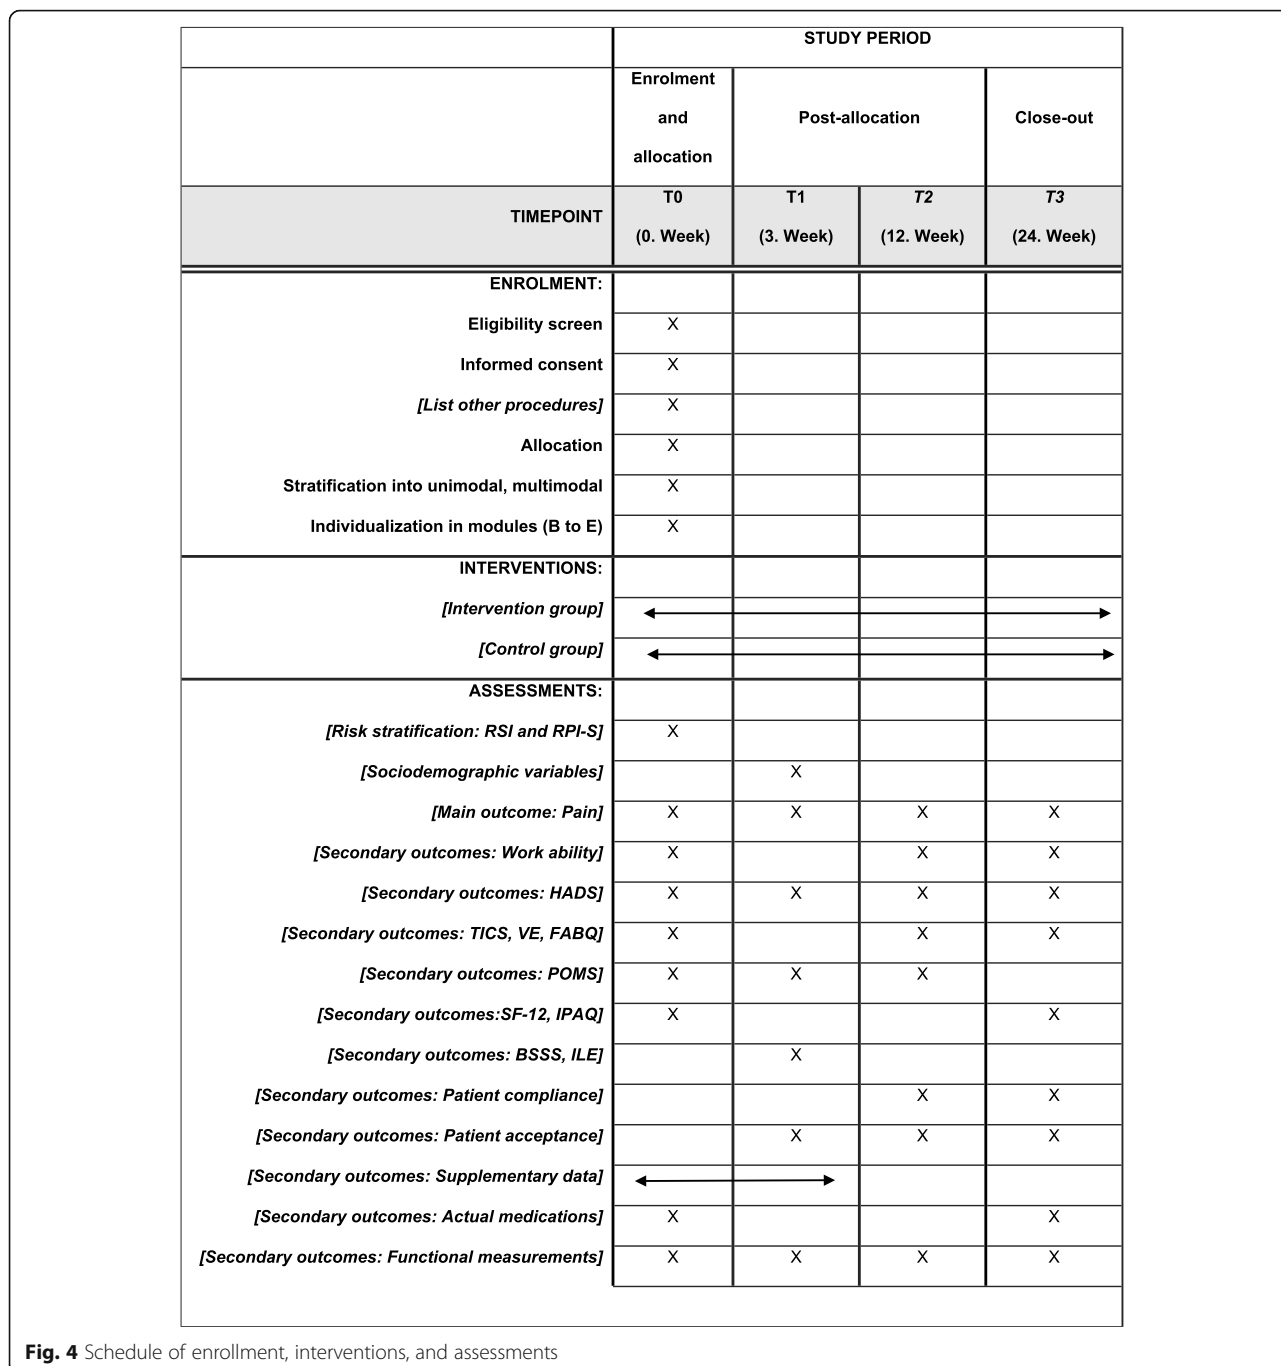 STUDY PERIOD
Enrolment
and
allocation
Post-allocation
Close-out
TIMEPOINT
T0
(0. Week)
T1
(3. Week)
T2
(12. Week)
T3
(24. Week)
ENROLMENT:
Eligibility screen X
Informed consent X
[List other procedures] X
Allocation X
Stratification into unimodal, multimodal X
Individualization in modules (B to E) X
INTERVENTIONS:
[Intervention group]
[Control group]
ASSESSMENTS:
[Risk stratification: RSI and RPI-S] X
[Sociodemographic variables] X
[Main outcome: Pain] X X X X
[Secondary outcomes: Work ability] X X X
[Secondary outcomes: HADS] X X X X
[Secondary outcomes: TICS, VE, FABQ] X X X
[Secondary outcomes: POMS] X X X
[Secondary outcomes:SF-12, IPAQ] X X
[Secondary outcomes: BSSS, ILE] X
[Secondary outcomes: Patient compliance] X X
[Secondary outcomes: Patient acceptance] X X X
[Secondary outcomes: Supplementary data]
[Secondary outcomes: Actual medications] X X
[Secondary outcomes: Functional measurements] X X X X
Fig. 4 Schedule of enrollment, interventions, and assessments